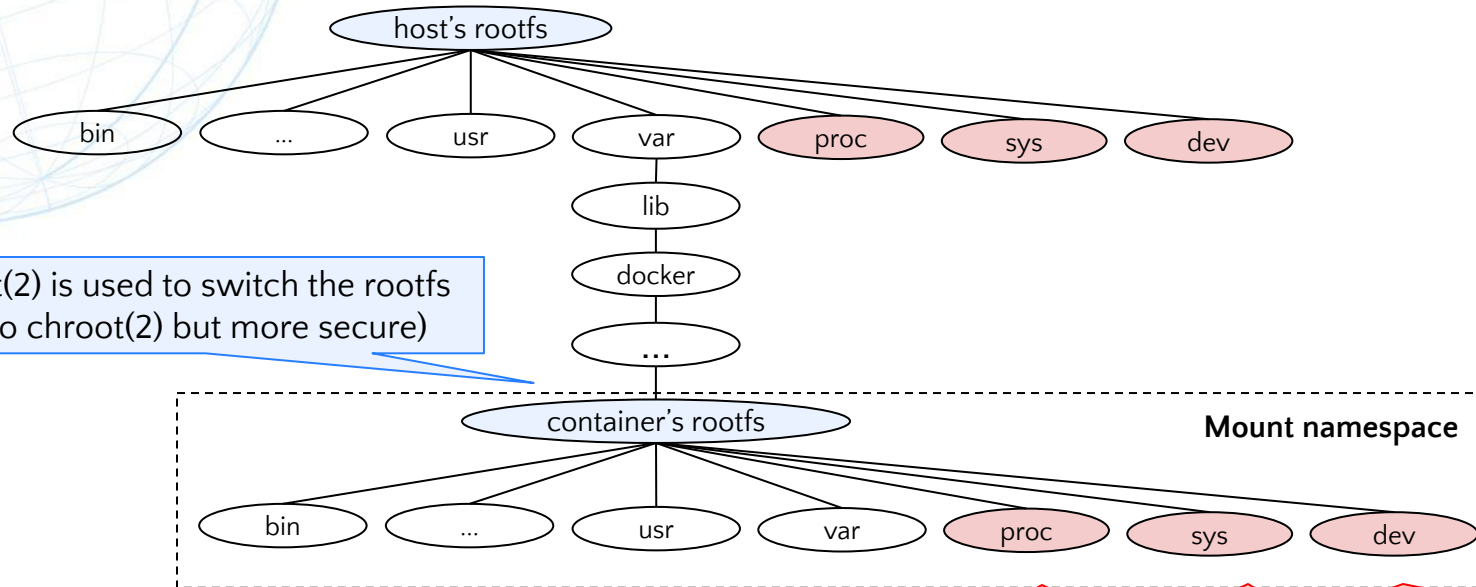 host’s rootfs
bin
...
usr
var
proc
sys
dev
lib
docker
(2) is used to switch the rootfs
o chroot(2) but more secure)
...
container’s rootfs
Mount namespace
bin
...
usr
var
proc
sys
dev